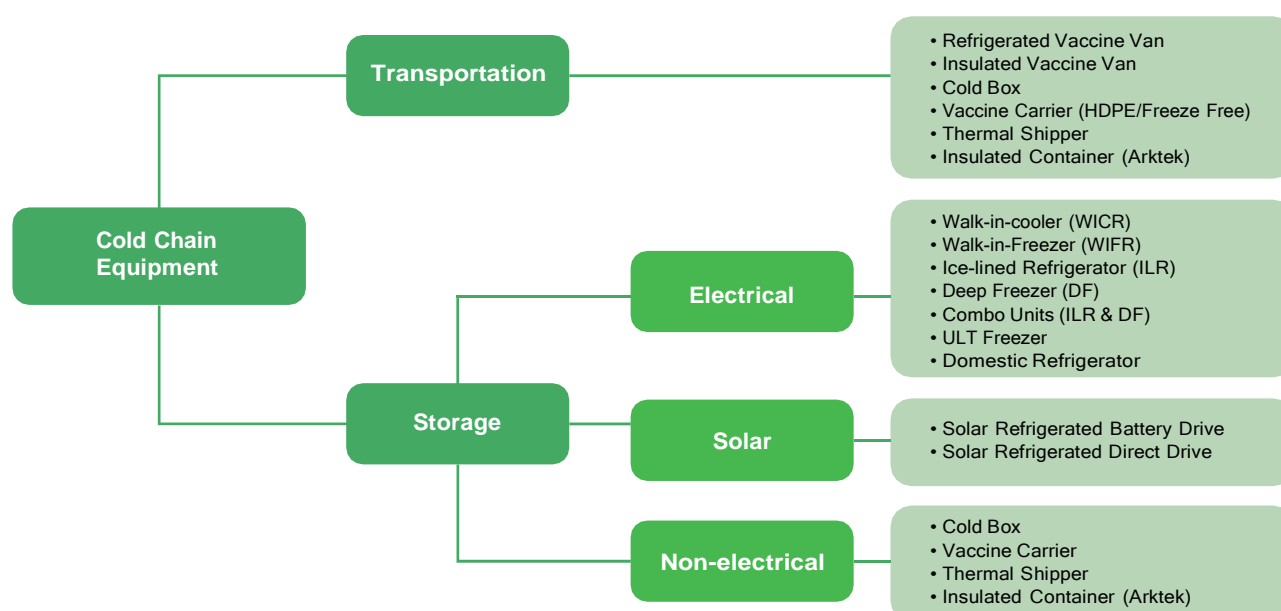 Transportation
• Refrigerated Vaccine Van
• Insulated Vaccine Van
• Cold Box
• Vaccine Carrier (HDPE/Freeze Free)
• Thermal Shipper
• Insulated Container (Arktek)
Cold Chain
Equipment
Electrical
• Walk-in-cooler (WICR)
• Walk-in-Freezer (WIFR)
• Ice-lined Refrigerator (ILR)
• Deep Freezer (DF)
• Combo Units (ILR & DF)
• ULT Freezer
• Domestic Refrigerator
Storage
Solar
• Solar Refrigerated Battery Drive
• Solar Refrigerated Direct Drive
Non-electrical
• Cold Box
• Vaccine Carrier
• Thermal Shipper
• Insulated Container (Arktek)